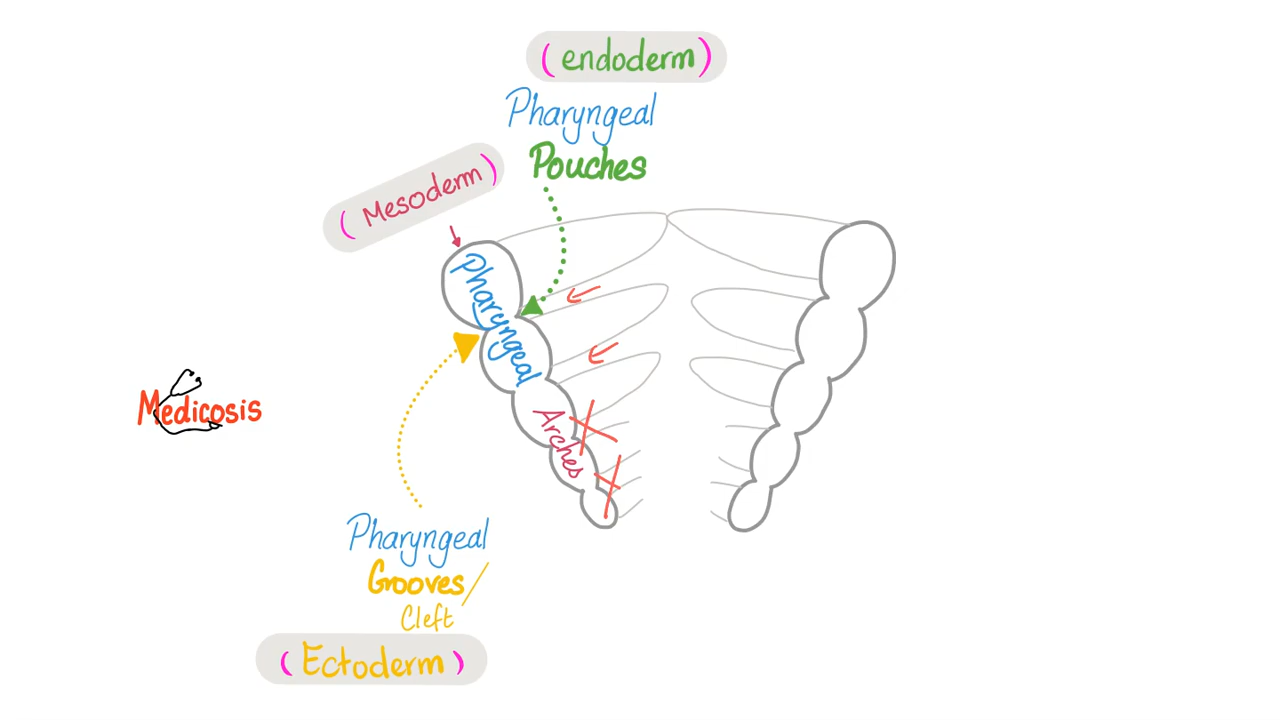 (endoderm)
Pharyngeal
Pouches
(Mesoderm)
Pharyngeal
Arches
Medicosis
Pharyngeal
Grooves/
Cleft
(Ectoderm)